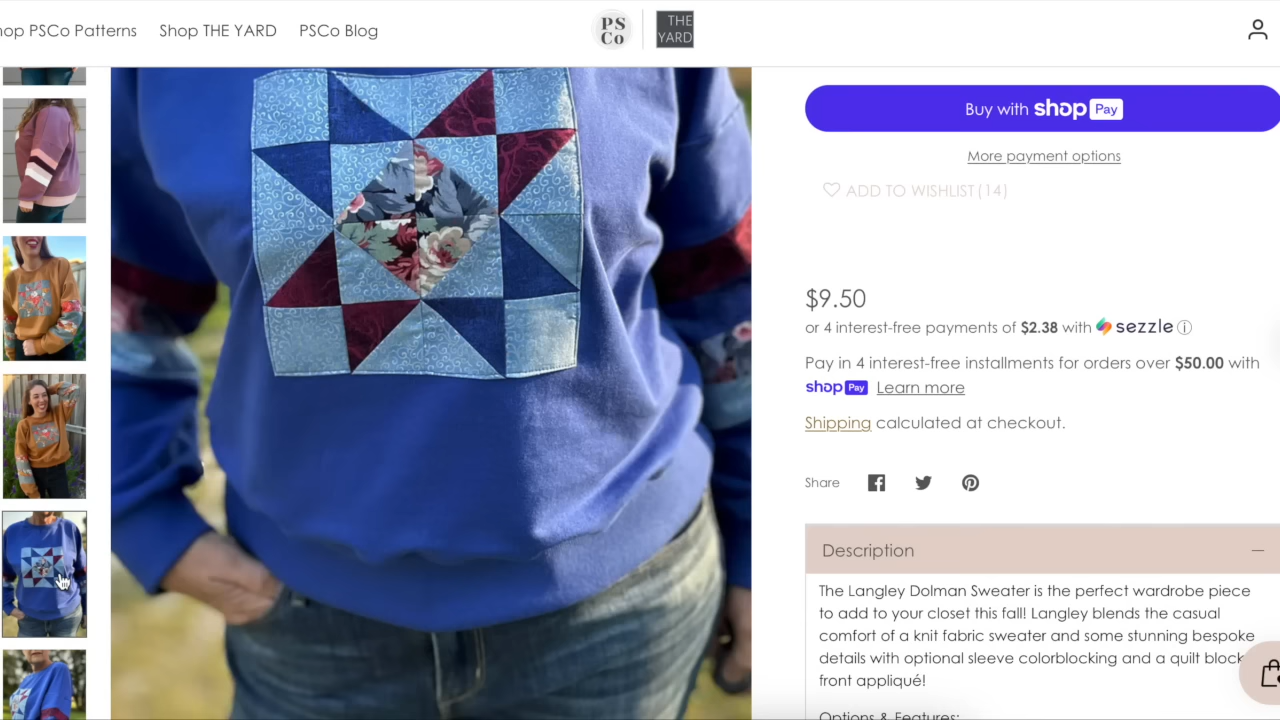 op PSCo Patterns
Shop THE YARD
PSCo Blog
PS
Co
THE
YARD
Buy with shop Pay
More payment options
ADD TO WISHLIST (14)
$9.50
or 4 interest-free payments of $2.38 with sezzle
Pay in 4 interest-free installments for orders over $50.00 with
shop Pay Learn more
Shipping calculated at checkout.
Share
Description
The Langley Dolman Sweater is the perfect wardrobe piece
to add to your closet this fall! Langley blends the casual
comfort of a knit fabric sweater and some stunning bespoke
details with optional sleeve colorblocking and a quilt block
front appliqué!
Options & Features: